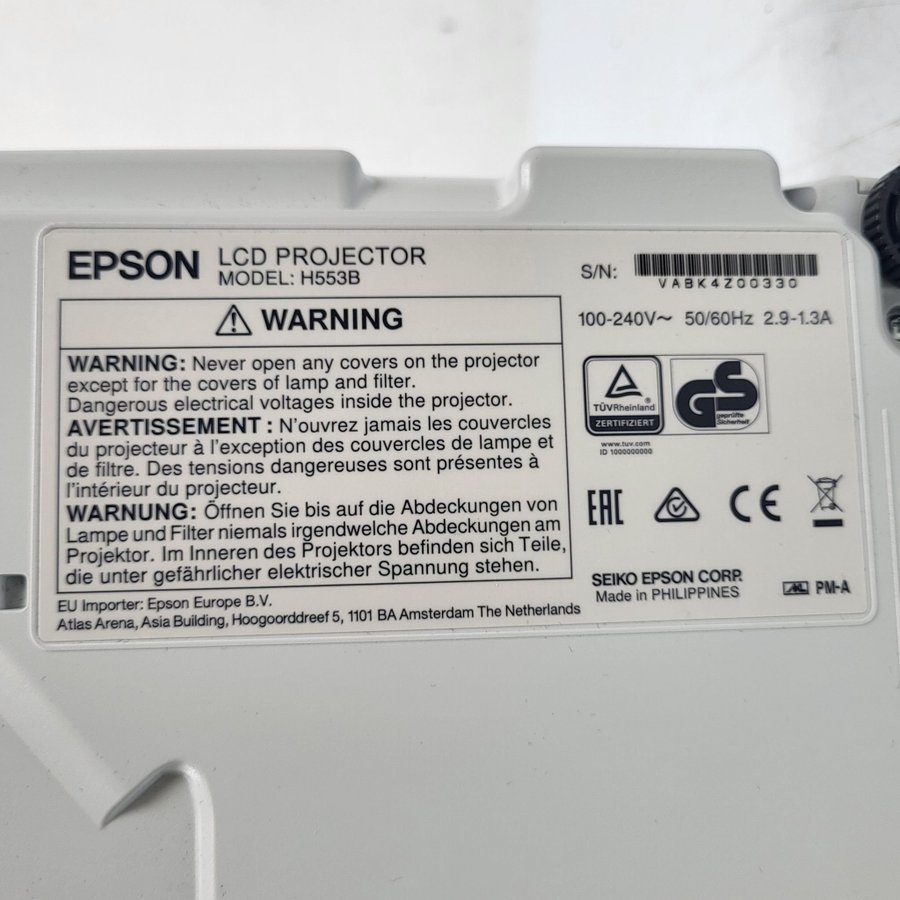 EPSON LCD PROJECTOR
MODEL: H553B
S/N:
VABK4Z00330
100-240V~ 50/60Hz 2.9-1.3A
WARNING
WARNING: Never open any covers on the projector
except for the covers of lamp and filter.
Dangerous electrical voltages inside the projector.
AVERTISSEMENT : N'ouvrez jamais les couvercles
du projecteur à l'exception des couvercles de lampe et
de filtre. Des tensions dangereuses sont présentes à
l'intérieur du projecteur.
WARNUNG: Öffnen Sie bis auf die Abdeckungen von
Lampe und Filter niemals irgendwelche Abdeckungen am
Projektor. Im Inneren des Projektors befinden sich Teile,
die unter gefährlicher elektrischer Spannung stehen.
EU Importer: Epson Europe B.V.
Atlas Arena, Asia Building, Hoogoorddreef 5, 1101 BA Amsterdam The Netherlands
TÜVRheinland®
ZERTIFIZIERT
GS
geprüfte
Sicherheit
www.tuv.com
ID 1000000000
EAC
CE
SEIKO EPSON CORP.
Made in PHILIPPINES
PM-A